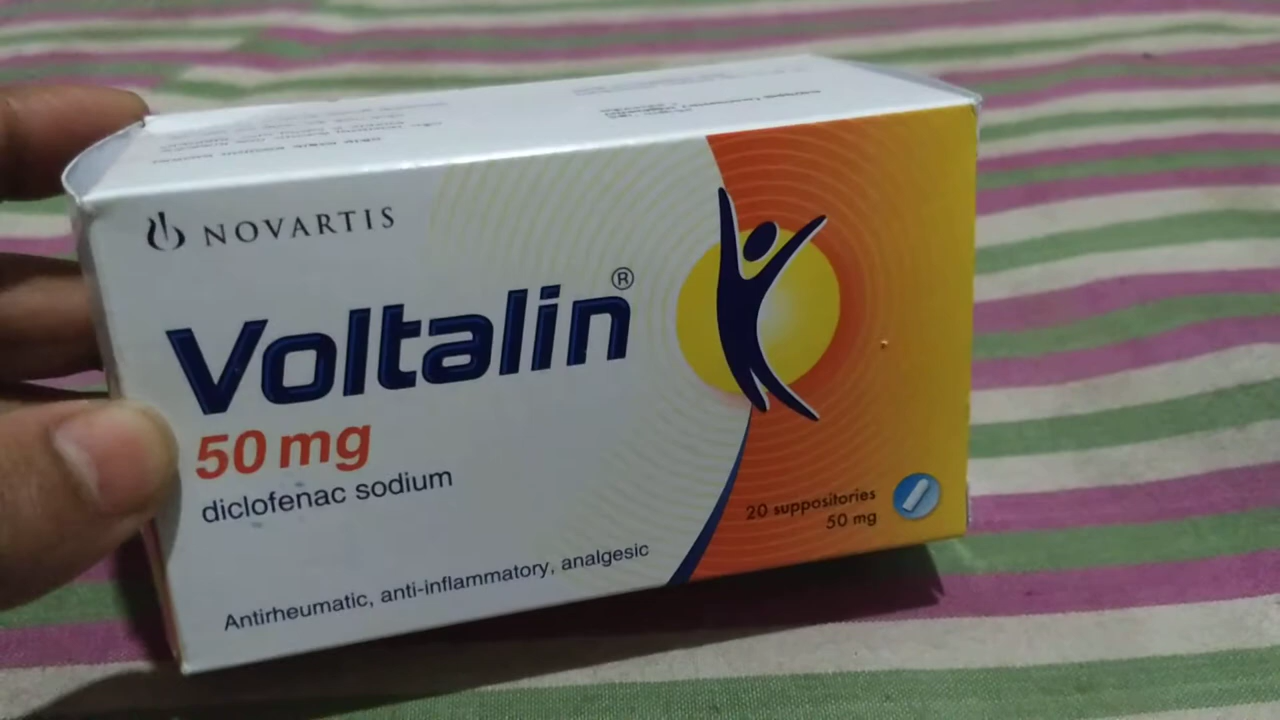 NOVARTIS
Voltalin®
50 mg
diclofenac sodium
Antirheumatic, anti-inflammatory, analgesic
20 suppositories
50 mg